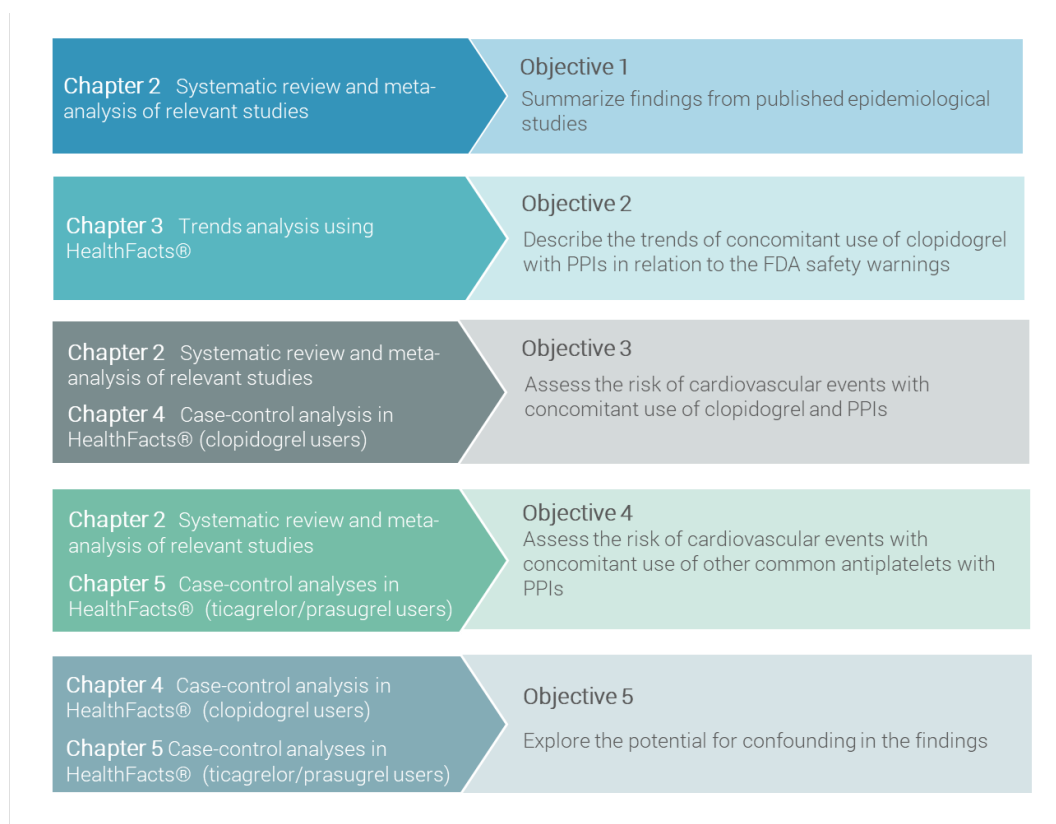 Chapter 2 Systematic review and meta-
analysis of relevant studies
Objective 1
Summarize findings from published epidemiological
studies
Chapter 3 Trends analysis using
HealthFacts®
Objective 2
Describe the trends of concomitant use of clopidogrel
with PPIs in relation to the FDA safety warnings
Chapter 2 Systematic review and meta-
analysis of relevant studies
Chapter 4 Case-control analysis in
HealthFacts® (clopidogrel users)
Objective 3
Assess the risk of cardiovascular events with
concomitant use of clopidogrel and PPIs
Chapter 2 Systematic review and meta-
analysis of relevant studies
Chapter 5 Case-control analyses in
HealthFacts® (ticagrelor/prasugrel users)
Objective 4
Assess the risk of cardiovascular events with
concomitant use of other common antiplatelets with
PPIs
Chapter 4 Case-control analysis in
HealthFacts® (clopidogrel users)
Chapter 5 Case-control analyses in
HealthFacts® (ticagrelor/prasugrel users)
Objective 5
Explore the potential for confounding in the findings